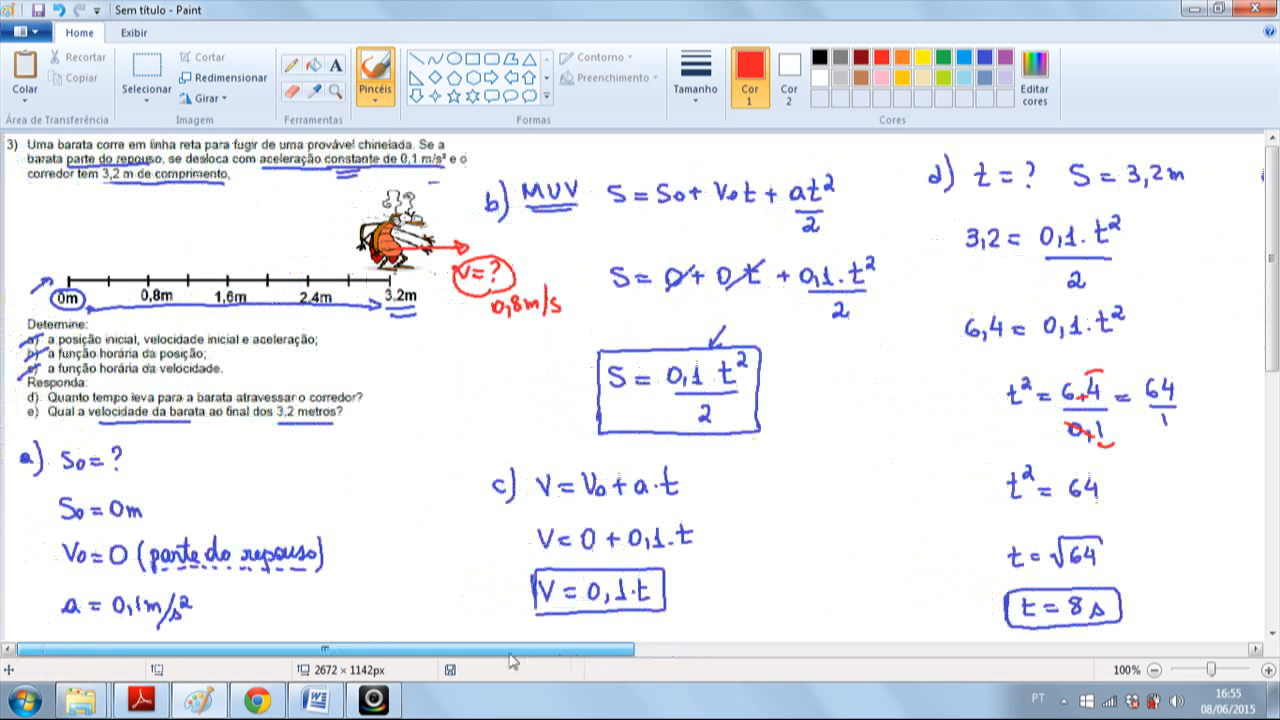 Sem título - Paint
Home
Exibir
Colar
Recortar
Copiar
Área de Transferência
Selecionar
Cortar
Redimensionar
Girar
Imagem
Ferramentas
Pincéis
Formas
Contorno
Preenchimento
Tamanho
Cor 1
Cor 2
Cores
Editar cores
3) Uma barata corre em linha reta para fugir de uma provável chinelada. Se a
barata parte do repouso, se desloca com aceleração constante de 0,1 m/s² e o
corredor tem 3,2 m de comprimento,
???
V=?
0,8m/s
0m 0,8m 1,6m 2,4m 3,2m
Determine:
a) a posição inicial, velocidade inicial e aceleração;
b) a função horária da posição;
c) a função horária da velocidade.
Responda:
d) Quanto tempo leva para a barata atravessar o corredor?
e) Qual a velocidade da barata ao final dos 3,2 metros?
a) S₀=?
S₀=0m
V₀=0 (parte do repouso)
a = 0,1m/s²
b) MUV S = S₀ + V₀t + at²/2
S = 0 + 0t + 0,1.t²/2
S = 0,1 t²/2
c) V = V₀ + a.t
V = 0 + 0,1.t
V = 0,1.t
d) t=? S=3,2m
3,2 = 0,1.t²/2
6,4 = 0,1.t²
t² = 6,4/0,1 = 64/1
t² = 64
t = √64
t = 8s
2672 × 1142px
100%
PT
16:55
08/06/2015